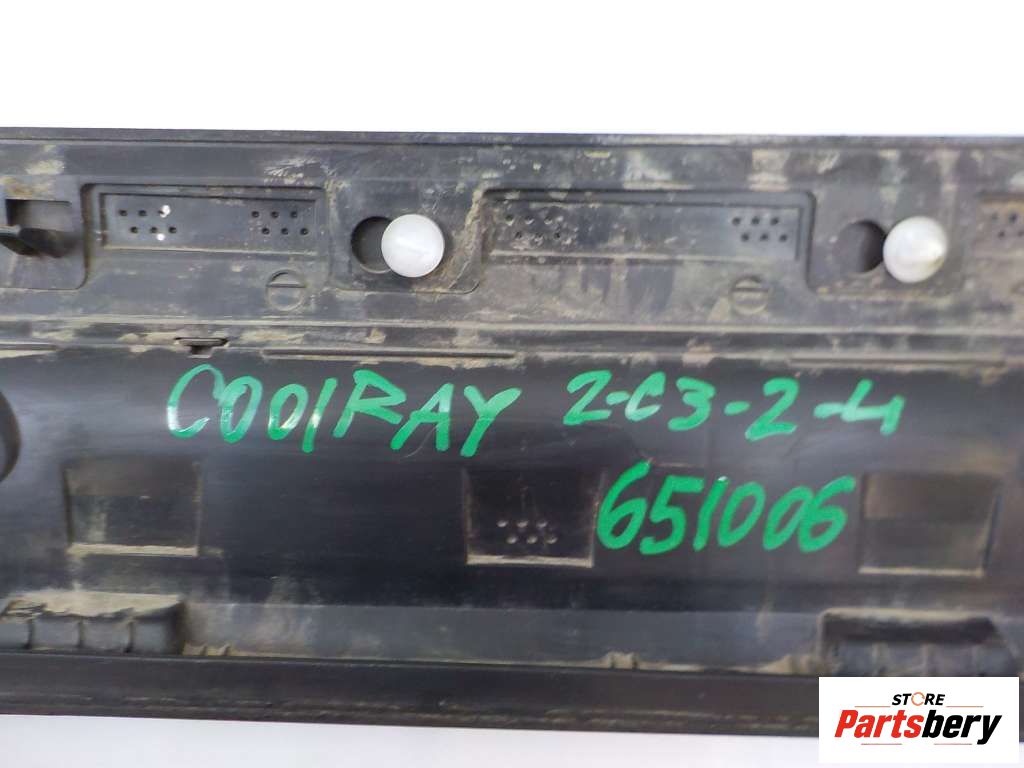 COOlRAY 2-C3-2-4
651006
STORE
Partsbery